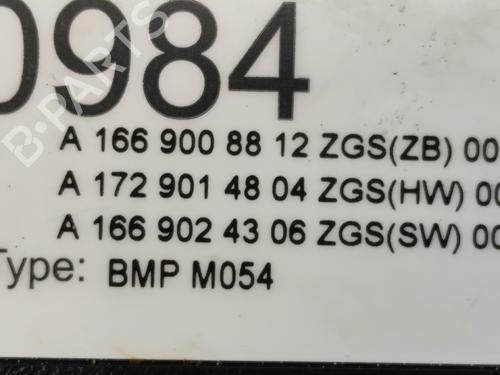 0984
B-PARTS
A 166 900 88 12 ZGS(ZB) 00
A 172 901 48 04 ZGS(HW) 00
A 166 902 43 06 ZGS(SW) 00
Type: BMP M054